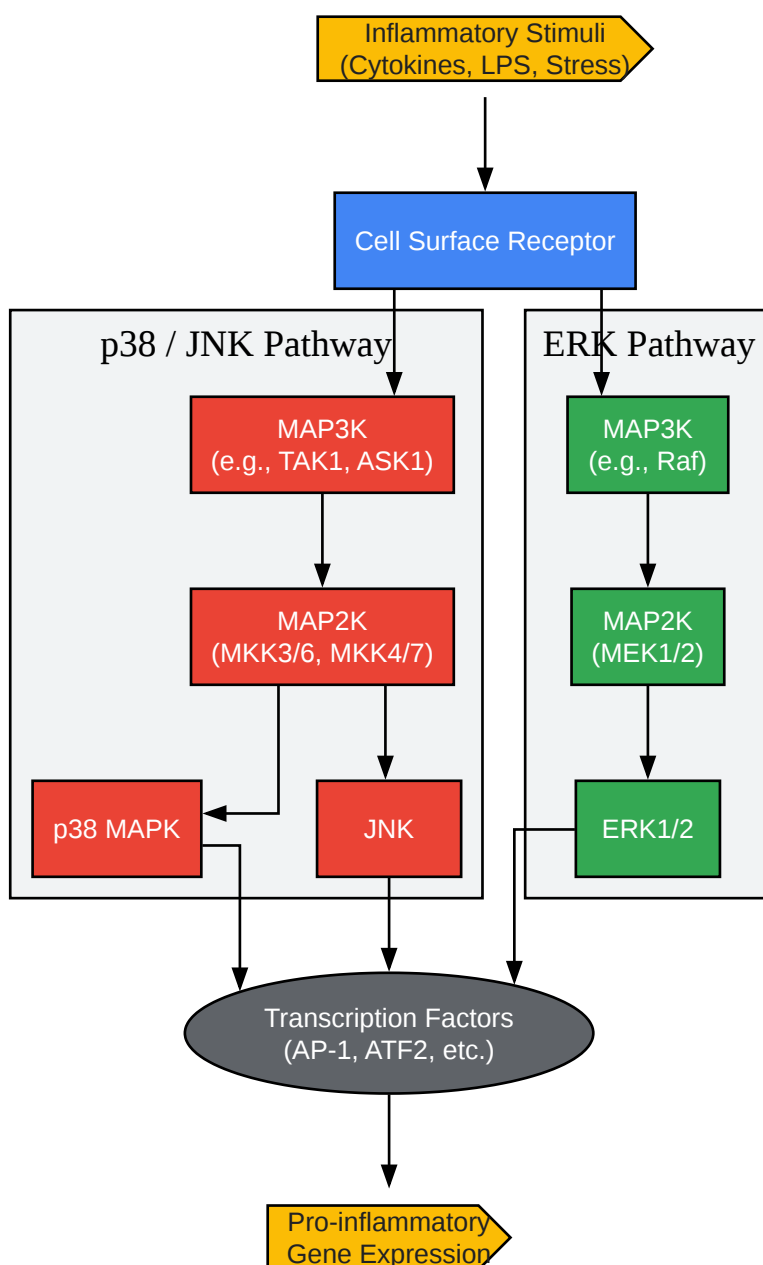 Inflammatory Stimuli
(Cytokines, LPS, Stress)
Cell Surface Receptor
p38 / JNK Pathway
ERK Pathway
MAP3K
(e.g., TAK1, ASK1)
MAP3K
(e.g., Raf)
MAP2K
(MKK3/6, MKK4/7)
MAP2K
(MEK1/2)
p38 MAPK
JNK
ERK1/2
Transcription Factors
(AP-1, ATF2, etc.)
Pro-inflammatory
Gene Expression